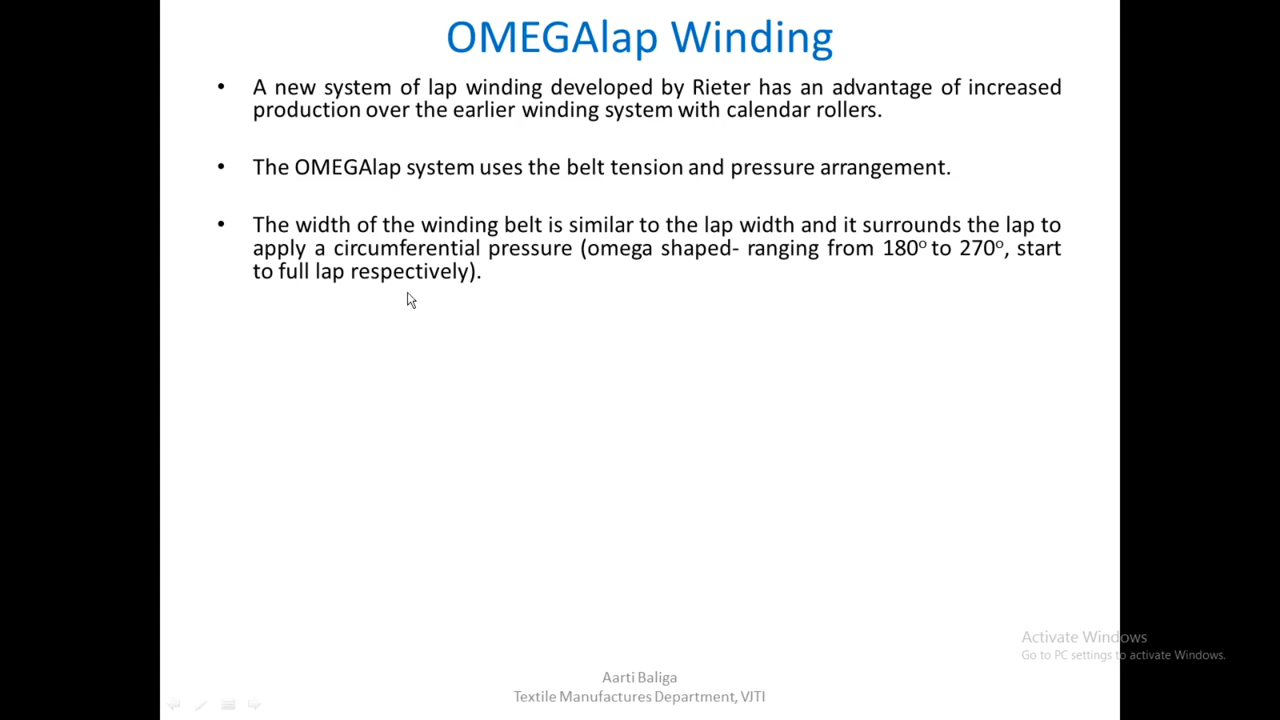 OMEGAlap Winding
• A new system of lap winding developed by Rieter has an advantage of increased
production over the earlier winding system with calendar rollers.
• The OMEGAlap system uses the belt tension and pressure arrangement.
• The width of the winding belt is similar to the lap width and it surrounds the lap to
apply a circumferential pressure (omega shaped- ranging from 180° to 270°, start
to full lap respectively).
Activate Windows
Go to PC settings to activate Windows.
Aarti Baliga
Textile Manufactures Department, VJTI